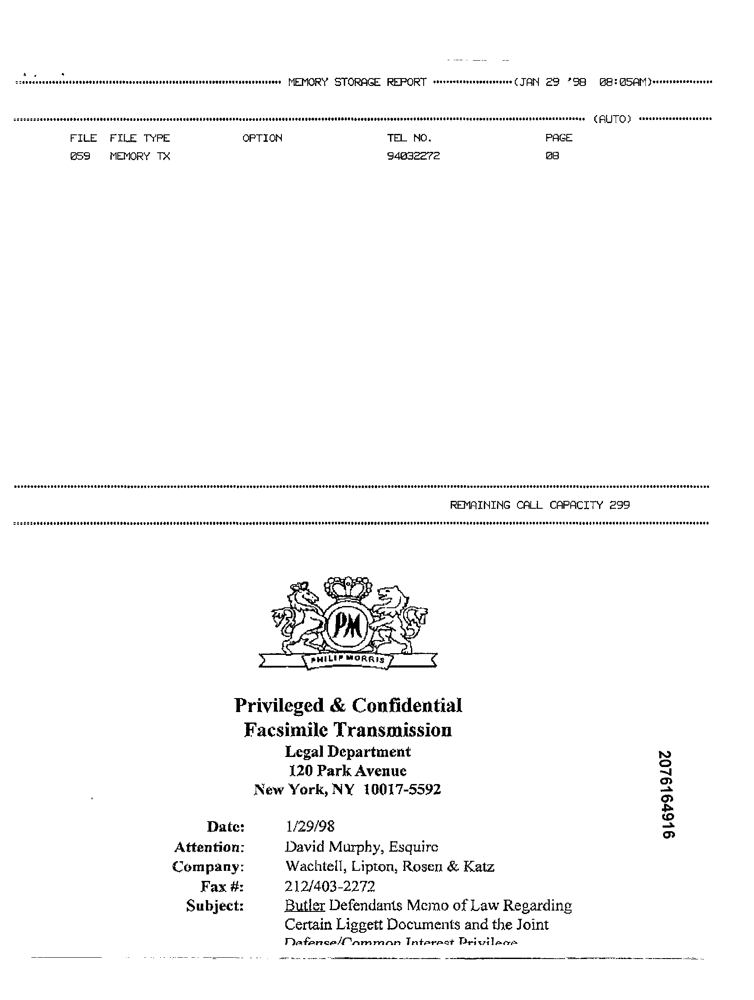 MEMORY STORAGE REPORT (JAN 29 '98 08:05AM)
(AUTO)
FILE FILE TYPE OPTION TEL NO. PAGE
059 MEMORY TX 94032272 08
REMAINING CALL CAPACITY 299
PM
PHILIP MORRIS
Privileged & Confidential
Facsimile Transmission
Legal Department
120 Park Avenue
New York, NY 10017-5592
2076164916
Date: 1/29/98
Attention: David Murphy, Esquire
Company: Wachtell, Lipton, Rosen & Katz
Fax #: 212/403-2272
Subject: Butler Defendants Memo of Law Regarding
Certain Liggett Documents and the Joint
Defense/Common Interest Privilege